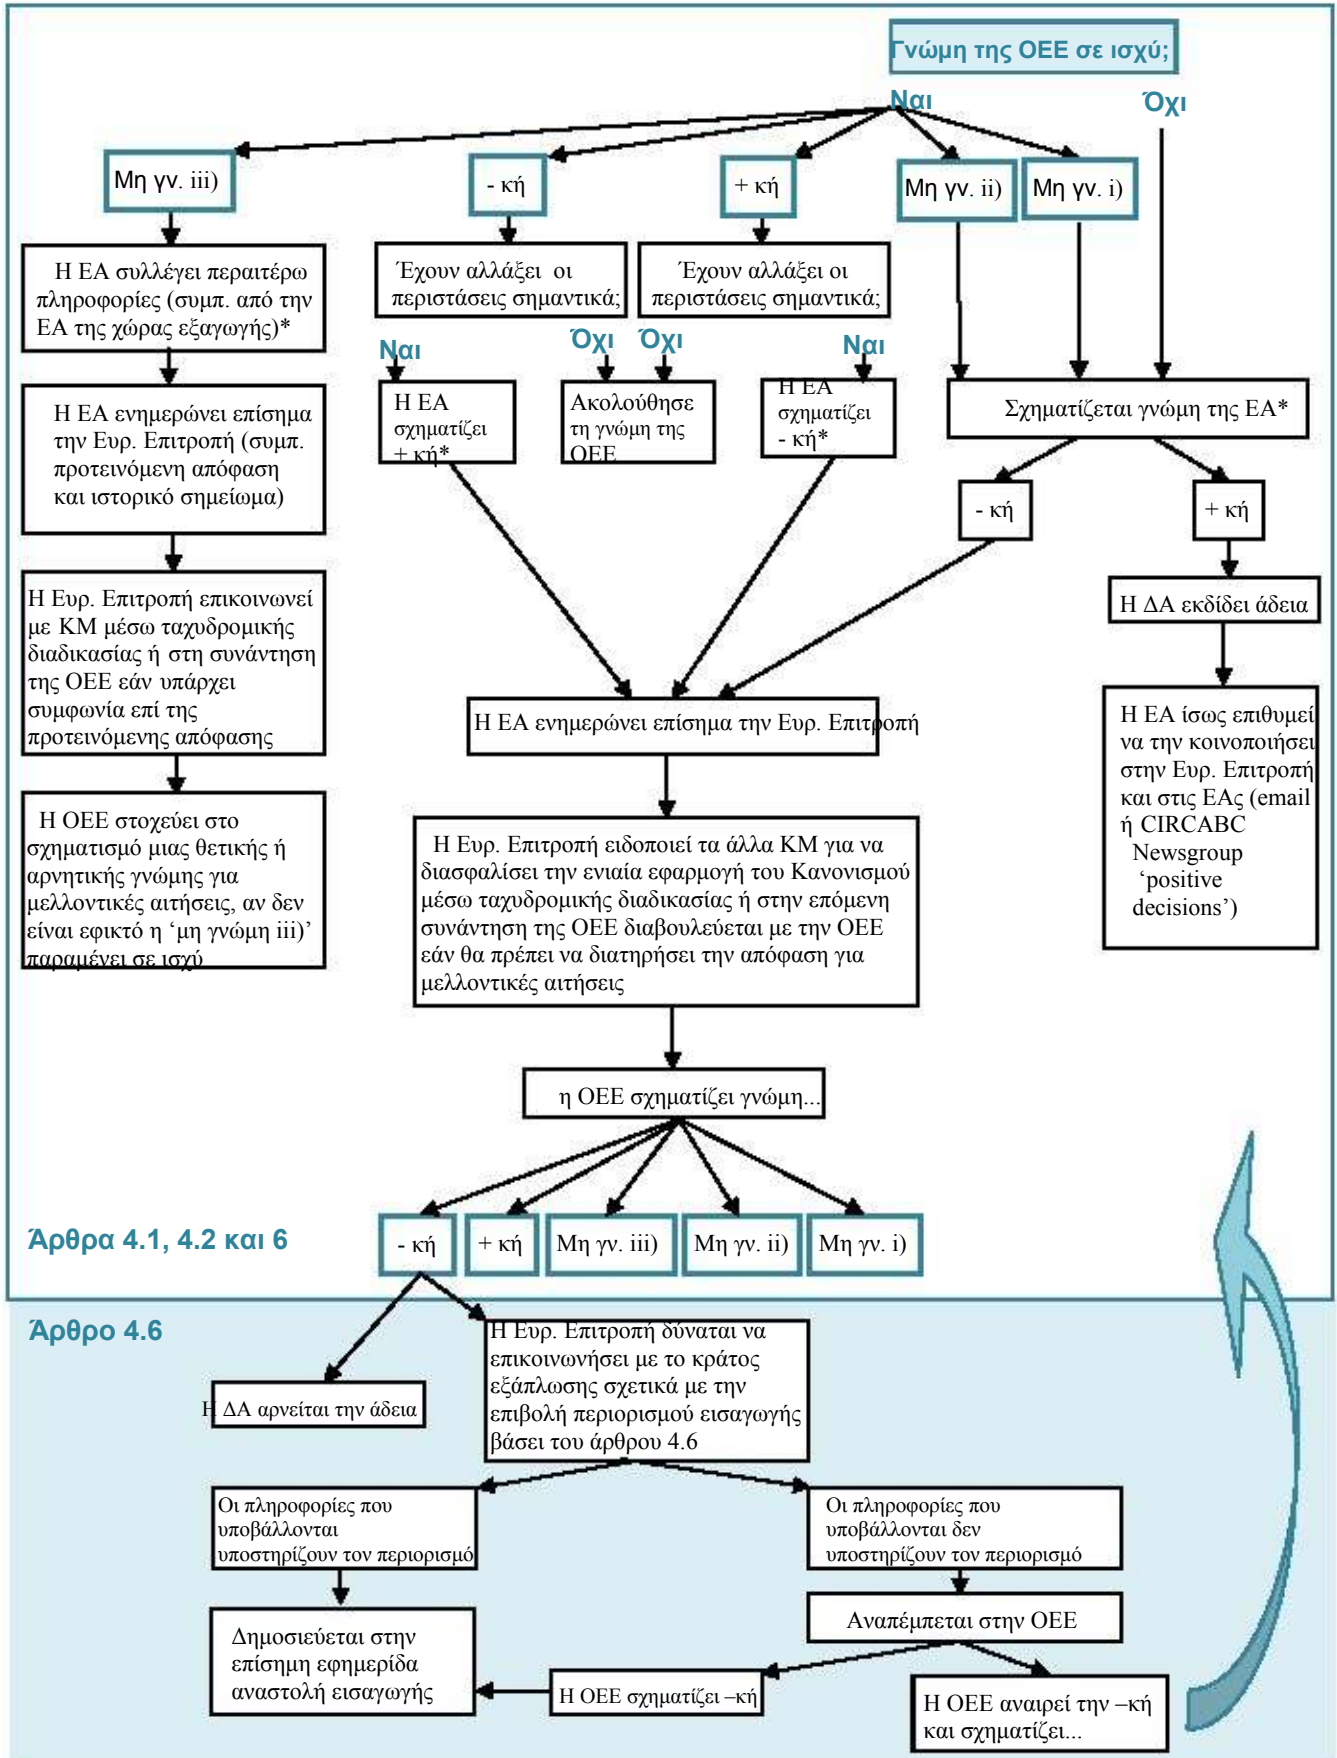 Γνώμη της ΟΕΕ σε ισχύ;
Ναι
Όχι
Μη γν. iii)
- κή
+ κή
Μη γν. ii)
Μη γν. i)
Η ΕΑ συλλέγει περαιτέρω
πληροφορίες (συμπ. από την
ΕΑ της χώρας εξαγωγής)*
Έχουν αλλάξει οι
περιστάσεις σημαντικά;
Έχουν αλλάξει οι
περιστάσεις σημαντικά;
Ναι
Όχι
Όχι
Ναι
Η ΕΑ ενημερώνει επίσημα
την Ευρ. Επιτροπή (συμπ.
προτεινόμενη απόφαση
και ιστορικό σημείωμα)
Η ΕΑ
σχηματίζει
+ κή*
Ακολούθησε
τη γνώμη της
ΟΕΕ
Η ΕΑ
σχηματίζει
- κή*
Σχηματίζεται γνώμη της ΕΑ*
- κή
+ κή
Η Ευρ. Επιτροπή επικοινωνεί
με ΚΜ μέσω ταχυδρομικής
διαδικασίας ή στη συνάντηση
της ΟΕΕ εάν υπάρχει
συμφωνία επί της
προτεινόμενης απόφασης
Η ΔΑ εκδίδει άδεια
Η ΕΑ ενημερώνει επίσημα την Ευρ. Επιτροπή
Η ΕΑ ίσως επιθυμεί
να την κοινοποιήσει
στην Ευρ. Επιτροπή
και στις ΕΑς (email
ή CIRCABC
Newsgroup
‘positive
decisions’)
Η ΟΕΕ στοχεύει στο
σχηματισμό μιας θετικής ή
αρνητικής γνώμης για
μελλοντικές αιτήσεις, αν δεν
είναι εφικτό η ‘μη γνώμη iii)’
παραμένει σε ισχύ
Η Ευρ. Επιτροπή ειδοποιεί τα άλλα ΚΜ για να
διασφαλίσει την ενιαία εφαρμογή του Κανονισμού
μέσω ταχυδρομικής διαδικασίας ή στην επόμενη
συνάντηση της ΟΕΕ διαβουλεύεται με την ΟΕΕ
εάν θα πρέπει να διατηρήσει την απόφαση για
μελλοντικές αιτήσεις
η ΟΕΕ σχηματίζει γνώμη...
Άρθρα 4.1, 4.2 και 6
- κή
+ κή
Μη γν. iii)
Μη γν. ii)
Μη γν. i)
Άρθρο 4.6
Η Ευρ. Επιτροπή δύναται να
επικοινωνήσει με το κράτος
εξάπλωσης σχετικά με την
επιβολή περιορισμού εισαγωγής
βάσει του άρθρου 4.6
Η ΔΑ αρνείται την άδεια
Οι πληροφορίες που
υποβάλλονται
υποστηρίζουν τον περιορισμό
Οι πληροφορίες που
υποβάλλονται δεν
υποστηρίζουν τον περιορισμό
Δημοσιεύεται στην
επίσημη εφημερίδα
αναστολή εισαγωγής
Αναπέμπεται στην ΟΕΕ
Η ΟΕΕ σχηματίζει –κή
Η ΟΕΕ αναιρεί την –κή
και σχηματίζει...